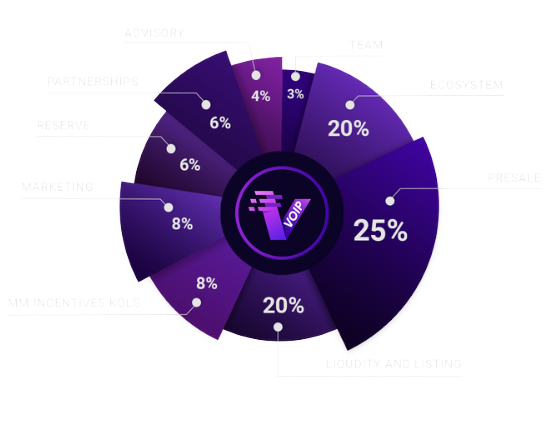 ADVISORY
TEAM
PARTNERSHIPS
ECOSYSTEM
4%
3%
6%
20%
RESERVE
6%
PRESALE
MARKETING
8%
VOIP
25%
8%
MM INCENTIVES KOLS
20%
LIQUDITY AND LISTING